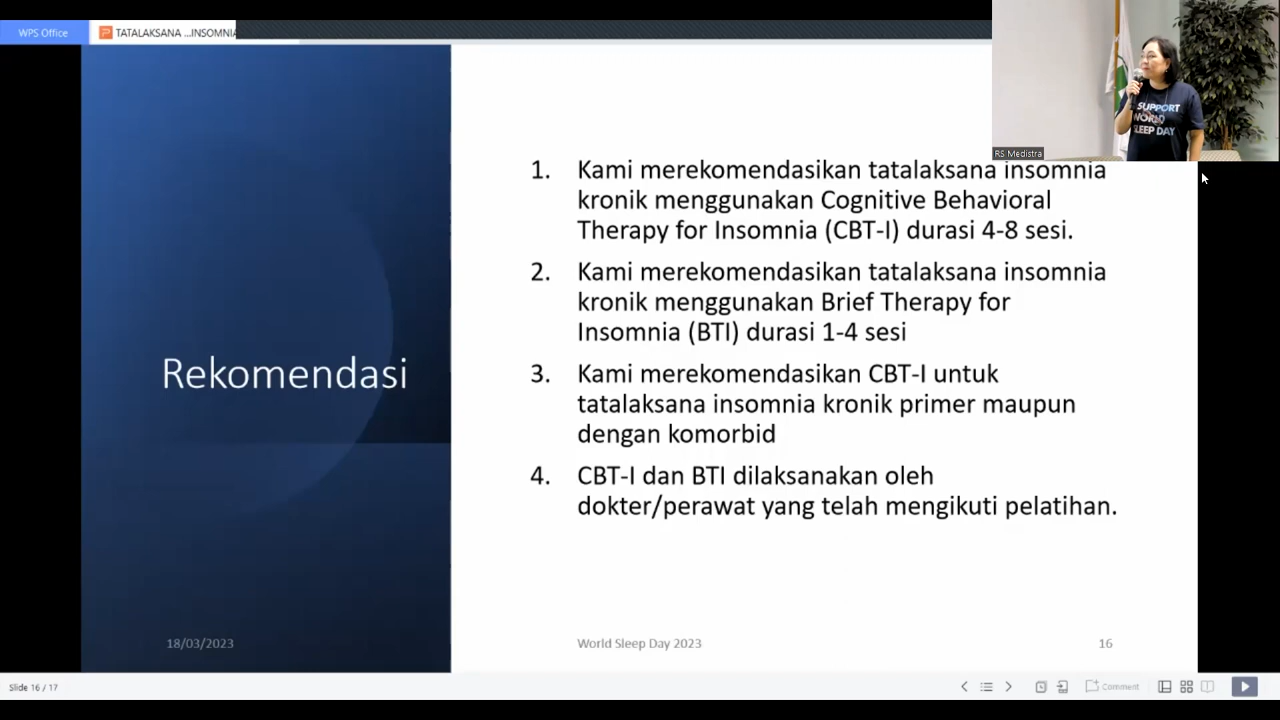 WPS Office
TATALAKSANA ...INSOMNIA
SUPPORT
WORLD
SLEEP DAY
RS Medistra
1. Kami merekomendasikan tatalaksana insomnia
kronik menggunakan Cognitive Behavioral
Therapy for Insomnia (CBT-I) durasi 4-8 sesi.
2. Kami merekomendasikan tatalaksana insomnia
kronik menggunakan Brief Therapy for
Insomnia (BTI) durasi 1-4 sesi
3. Kami merekomendasikan CBT-I untuk
tatalaksana insomnia kronik primer maupun
dengan komorbid
4. CBT-I dan BTI dilaksanakan oleh
dokter/perawat yang telah mengikuti pelatihan.
Rekomendasi
18/03/2023
World Sleep Day 2023
16
Slide 16 / 17
Comment